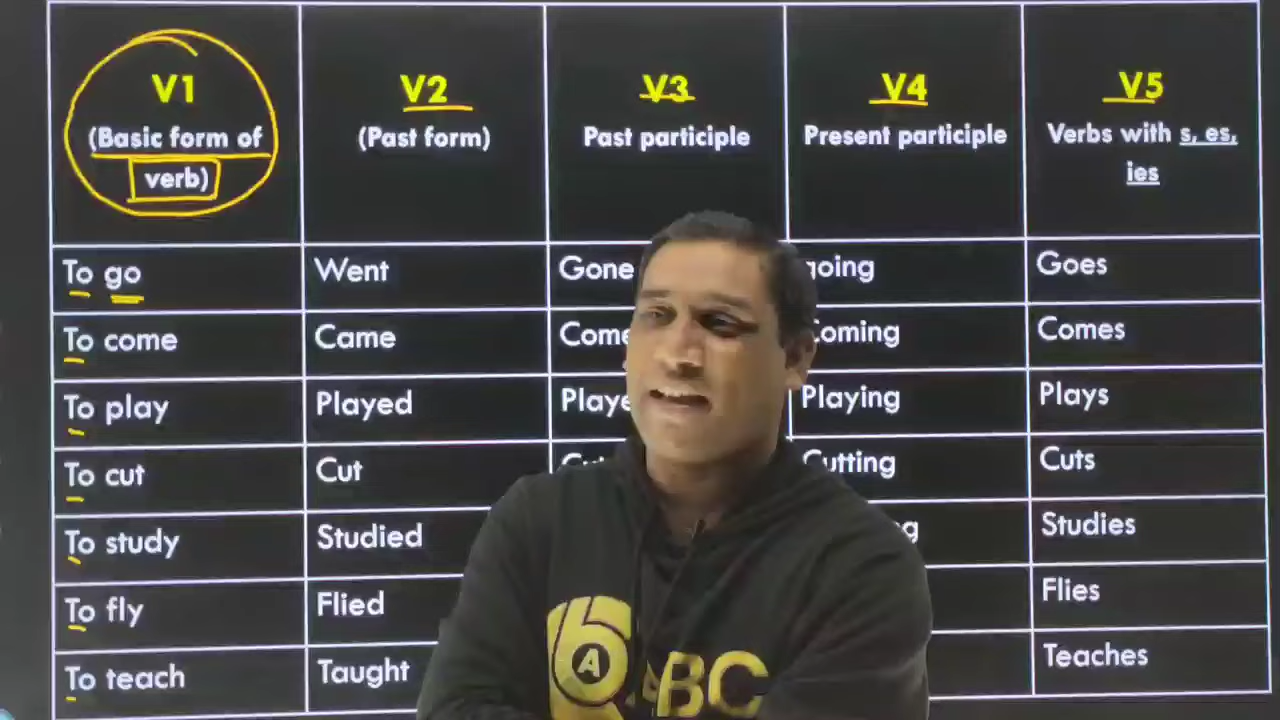 V1
(Basic form of
verb)
V2
(Past form)
V3
Past participle
V4
Present participle
V5
Verbs with s, es,
ies
To go
Went
Gone
going
Goes
To come
Came
Come
Coming
Comes
To play
Played
Playe
Playing
Plays
To cut
Cut
Cutting
Cuts
To study
Studied
g
Studies
To fly
Flied
Flies
To teach
Taught
Teaches
A
ABC